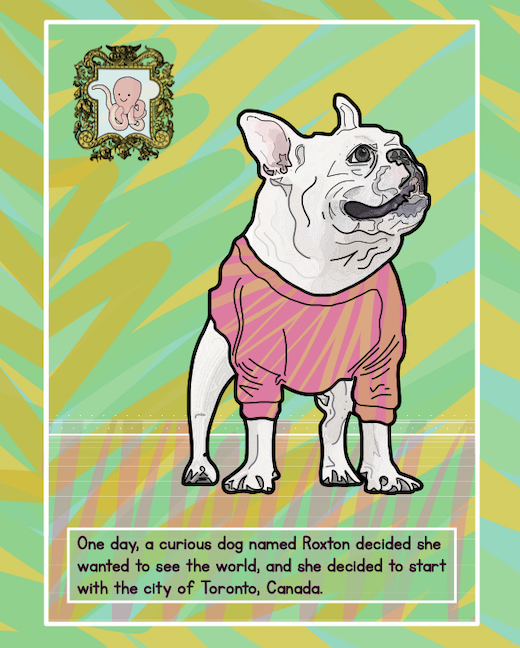 One day, a curious dog named Roxton decided she
wanted to see the world, and she decided to start
with the city of Toronto, Canada.